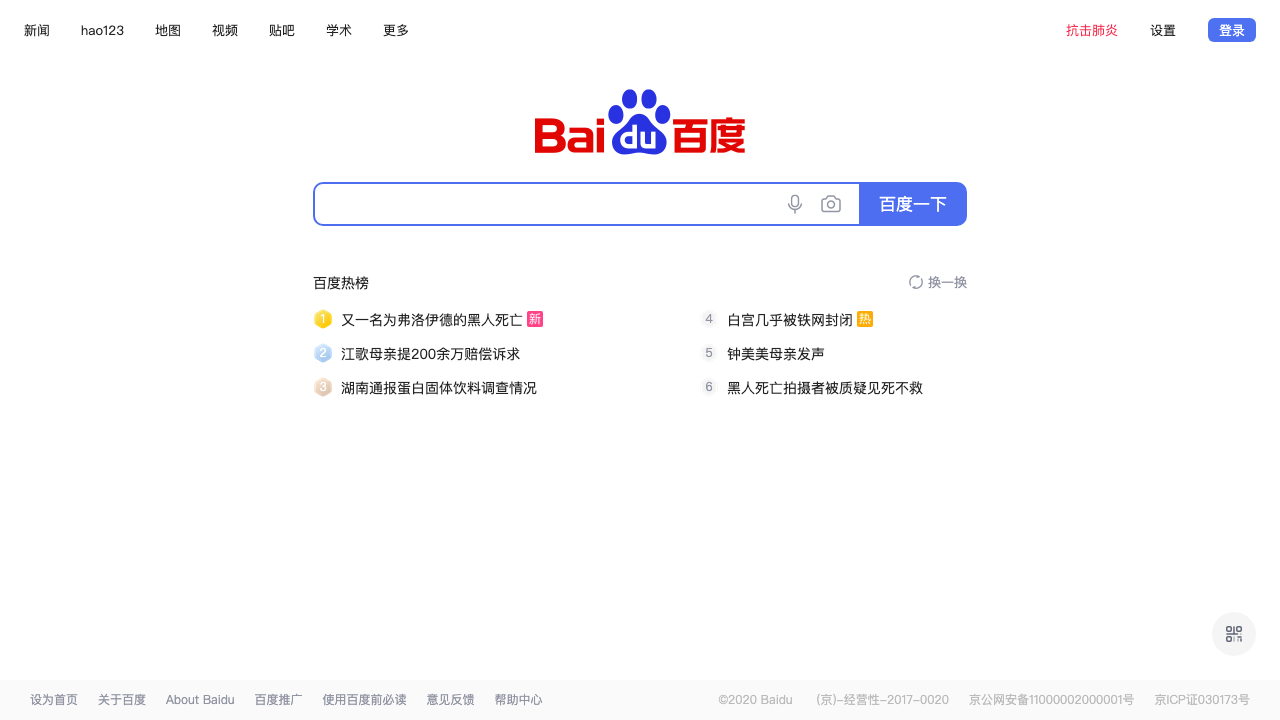 新闻 hao123 地图 视频 贴吧 学术 更多 抗击肺炎 设置 登录
Bai du 百度
百度一下
百度热榜 换一换
1 又一名为弗洛伊德的黑人死亡 新
2 江歌母亲提200余万赔偿诉求
3 湖南通报蛋白固体饮料调查情况
4 白宫几乎被铁网封闭 热
5 钟美美母亲发声
6 黑人死亡拍摄者被质疑见死不救
设为首页 关于百度 About Baidu 百度推广 使用百度前必读 意见反馈 帮助中心 ©2020 Baidu (京)-经营性-2017-0020 京公网安备11000002000001号 京ICP证030173号